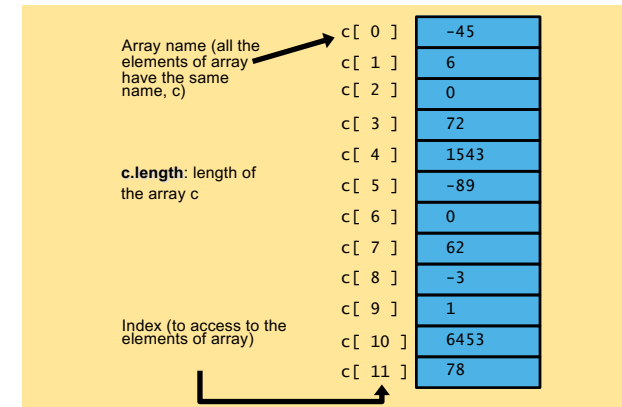 Array name (all the
elements of array
have the same
name, c)
c.length: length of
the array c
Index (to access to the
elements of array)
c[ 0 ] -45
c[ 1 ] 6
c[ 2 ] 0
c[ 3 ] 72
c[ 4 ] 1543
c[ 5 ] -89
c[ 6 ] 0
c[ 7 ] 62
c[ 8 ] -3
c[ 9 ] 1
c[ 10 ] 6453
c[ 11 ] 78